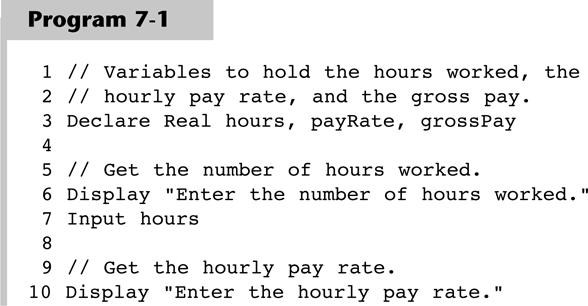 Program 7-1
1 // Variables to hold the hours worked, the
2 // hourly pay rate, and the gross pay.
3 Declare Real hours, payRate, grossPay
4
5 // Get the number of hours worked.
6 Display "Enter the number of hours worked."
7 Input hours
8
9 // Get the hourly pay rate.
10 Display "Enter the hourly pay rate."